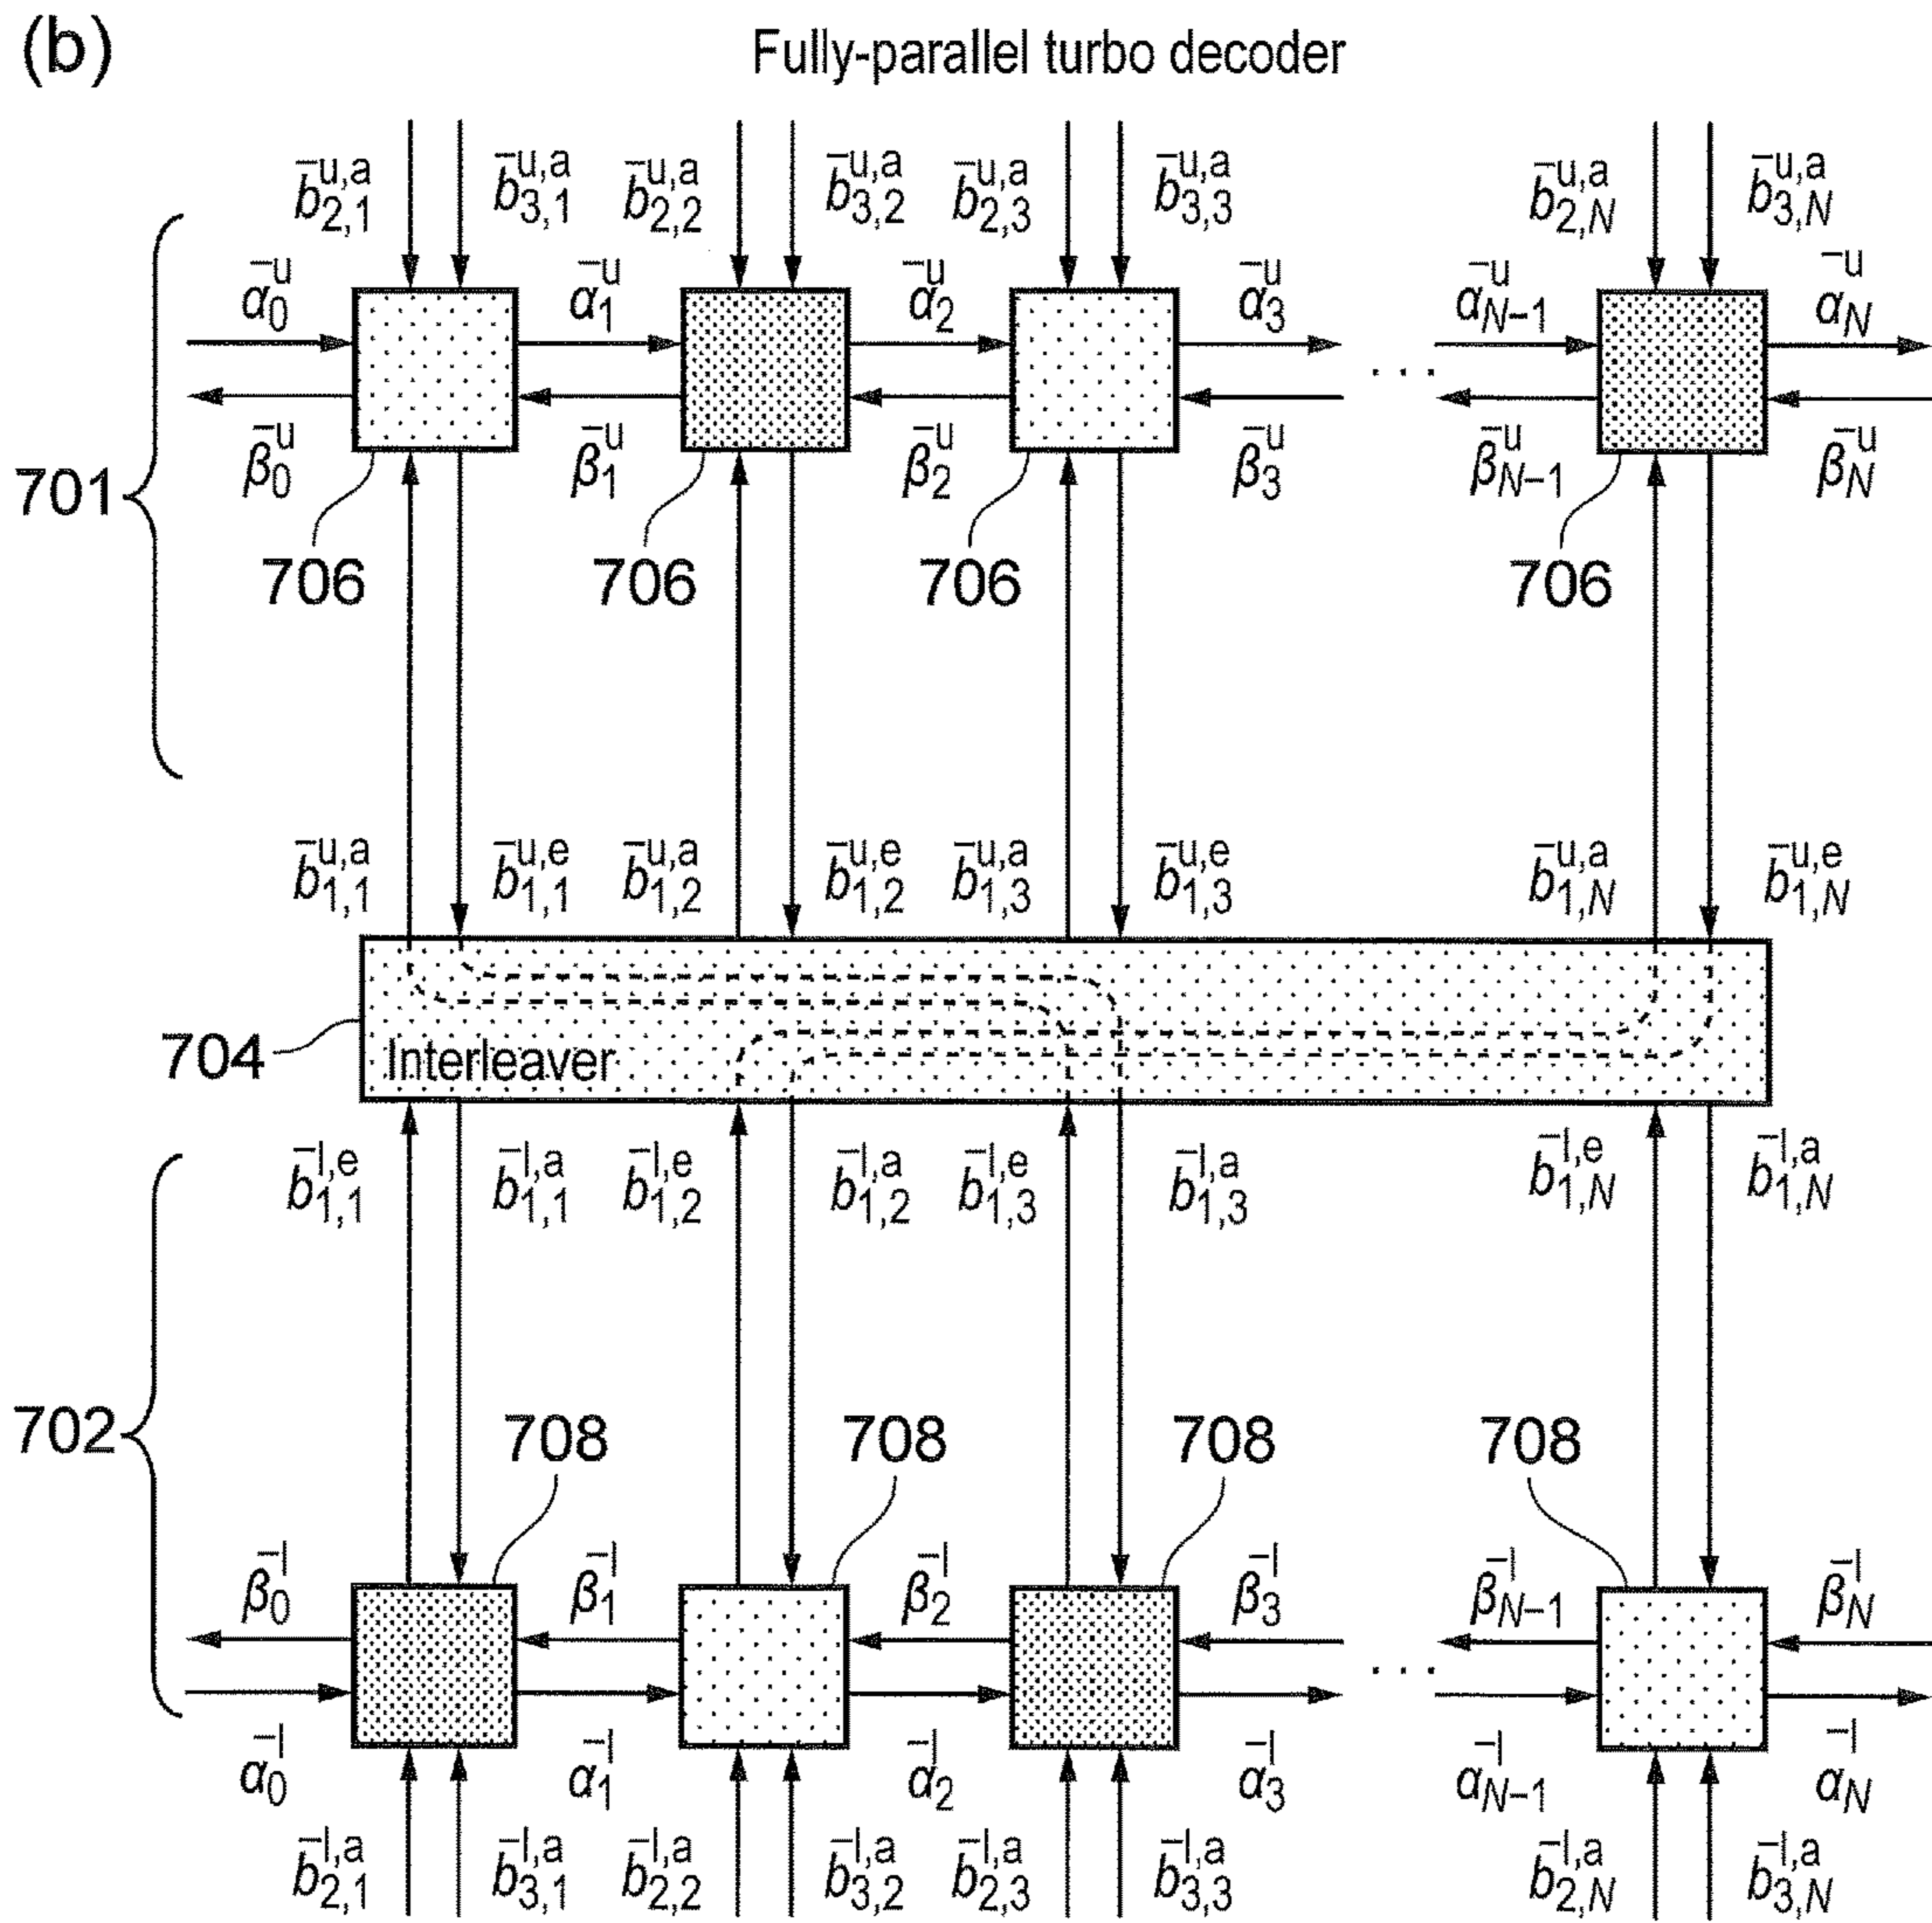 (b)
Fully-parallel turbo decoder
b̄^{u,a}_{2,1} b̄^{u,a}_{3,1} b̄^{u,a}_{2,2} b̄^{u,a}_{3,2} b̄^{u,a}_{2,3} b̄^{u,a}_{3,3} b̄^{u,a}_{2,N} b̄^{u,a}_{3,N}
ᾱ^u_0 ᾱ^u_1 ᾱ^u_2 ᾱ^u_3 ᾱ^u_{N−1} ᾱ^u_N
...
β̄^u_0 β̄^u_1 β̄^u_2 β̄^u_3 β̄^u_{N−1} β̄^u_N
701
706 706 706 706
b̄^{u,a}_{1,1} b̄^{u,e}_{1,1} b̄^{u,a}_{1,2} b̄^{u,e}_{1,2} b̄^{u,a}_{1,3} b̄^{u,e}_{1,3} b̄^{u,a}_{1,N} b̄^{u,e}_{1,N}
704 Interleaver
b̄^{l,e}_{1,1} b̄^{l,a}_{1,1} b̄^{l,e}_{1,2} b̄^{l,a}_{1,2} b̄^{l,e}_{1,3} b̄^{l,a}_{1,3} b̄^{l,e}_{1,N} b̄^{l,a}_{1,N}
702
708 708 708 708
β̄^l_0 β̄^l_1 β̄^l_2 β̄^l_3 β̄^l_{N−1} β̄^l_N
...
ᾱ^l_0 ᾱ^l_1 ᾱ^l_2 ᾱ^l_3 ᾱ^l_{N−1} ᾱ^l_N
b̄^{l,a}_{2,1} b̄^{l,a}_{3,1} b̄^{l,a}_{2,2} b̄^{l,a}_{3,2} b̄^{l,a}_{2,3} b̄^{l,a}_{3,3} b̄^{l,a}_{2,N} b̄^{l,a}_{3,N}